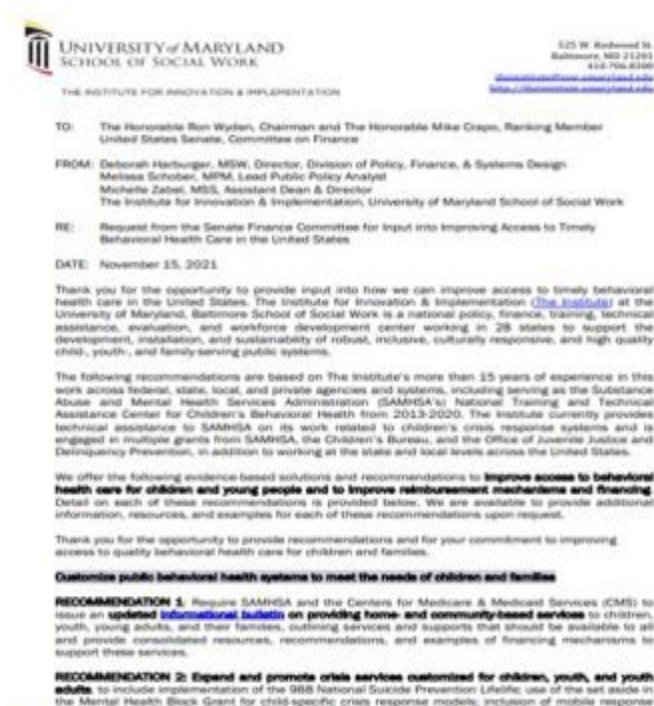 UNIVERSITY of MARYLAND
SCHOOL OF SOCIAL WORK
THE INSTITUTE FOR INNOVATION & IMPLEMENTATION
525 W. Redwood St.
Baltimore, MD 21201
410-706-8300
TO: The Honorable Ron Wyden, Chairman and The Honorable Mike Crapo, Ranking Member
United States Senate, Committee on Finance
FROM: Deborah Harburger, MSW, Director, Division of Policy, Finance, & Systems Design
Melissa Schober, MPM, Lead Public Policy Analyst
Michelle Zabel, MSS, Assistant Dean & Director
The Institute for Innovation & Implementation, University of Maryland School of Social Work
RE: Request from the Senate Finance Committee for Input into Improving Access to Timely
Behavioral Health Care in the United States
DATE: November 15, 2021
Thank you for the opportunity to provide input into how we can improve access to timely behavioral
health care in the United States. The Institute for Innovation & Implementation (The Institute) at the
University of Maryland, Baltimore School of Social Work is a national policy, finance, training, technical
assistance, evaluation, and workforce development center working in 28 states to support the
development, installation, and sustainability of robust, inclusive, culturally responsive, and high quality
child-, youth-, and family-serving public systems.
The following recommendations are based on The Institute's more than 15 years of experience in this
work across federal, state, local, and private agencies and systems, including serving as the Substance
Abuse and Mental Health Services Administration (SAMHSA's) National Training and Technical
Assistance Center for Children's Behavioral Health from 2013-2020. The Institute currently provides
technical assistance to SAMHSA on its work related to children's crisis response systems and is
engaged in multiple grants from SAMHSA, the Children's Bureau, and the Office of Juvenile Justice and
Delinquency Prevention, in addition to working at the state and local levels across the United States.
We offer the following evidence-based solutions and recommendations to improve access to behavioral
health care for children and young people and to improve reimbursement mechanisms and financing.
Detail on each of these recommendations is provided below. We are available to provide additional
information, resources, and examples for each of these recommendations upon request.
Thank you for the opportunity to provide recommendations and for your commitment to improving
access to quality behavioral health care for children and families.
Customize public behavioral health systems to meet the needs of children and families
RECOMMENDATION 1: Require SAMHSA and the Centers for Medicare & Medicaid Services (CMS) to
issue an updated informational bulletin on providing home- and community-based services to children,
youth, young adults, and their families, outlining services and supports that should be available to all
and provide consolidated resources, recommendations, and examples of financing mechanisms to
support these services.
RECOMMENDATION 2: Expand and promote crisis services customized for children, youth, and youth
adults, to include implementation of the 988 National Suicide Prevention Lifeline; use of the set aside in
the Mental Health Block Grant for child-specific crisis response models; inclusion of mobile response